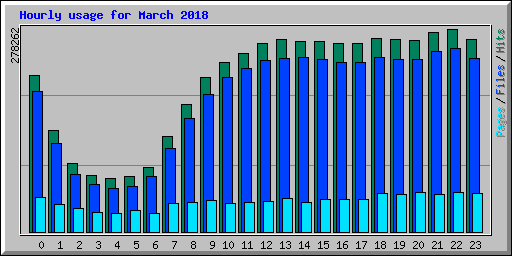 Hourly usage for March 2018
278262
Pages/Files/Hits
0 1 2 3 4 5 6 7 8 9 10 11 12 13 14 15 16 17 18 19 20 21 22 23